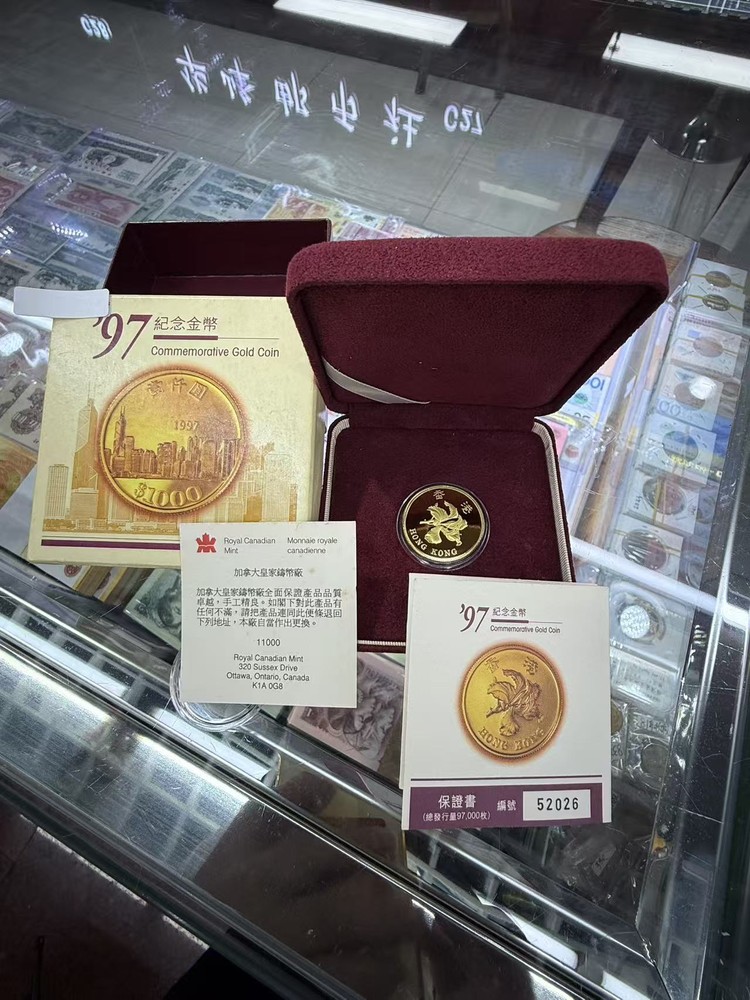 C28
C27
'97 紀念金幣
Commemorative Gold Coin
壹仟圓
1997
$1000
Royal Canadian Mint
Monnaie royale canadienne
加拿大皇家鑄幣廠
加拿大皇家鑄幣廠全面保證產品品質
卓越，手工精良。如閣下對此產品有
任何不滿，請把產品連同此便條退回
下列地址，本廠自當作出更換。
11000
Royal Canadian Mint
320 Sussex Drive
Ottawa, Ontario, Canada
K1A 0G8
香港
HONG KONG
'97 紀念金幣
Commemorative Gold Coin
香港
HONG KONG
保證書 編號 52026
(總發行量97,000枚)